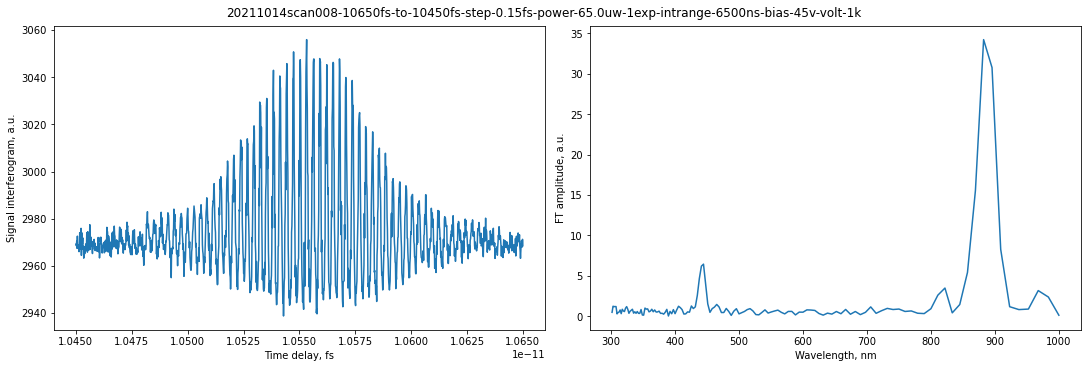 20211014scan008-10650fs-to-10450fs-step-0.15fs-power-65.0uw-1exp-intrange-6500ns-bias-45v-volt-1k
Signal interferogram, a.u.
3060
3040
3020
3000
2980
2960
2940
1.0450 1.0475 1.0500 1.0525 1.0550 1.0575 1.0600 1.0625 1.0650
1e−11
Time delay, fs
FT amplitude, a.u.
35
30
25
20
15
10
5
0
300 400 500 600 700 800 900 1000
Wavelength, nm